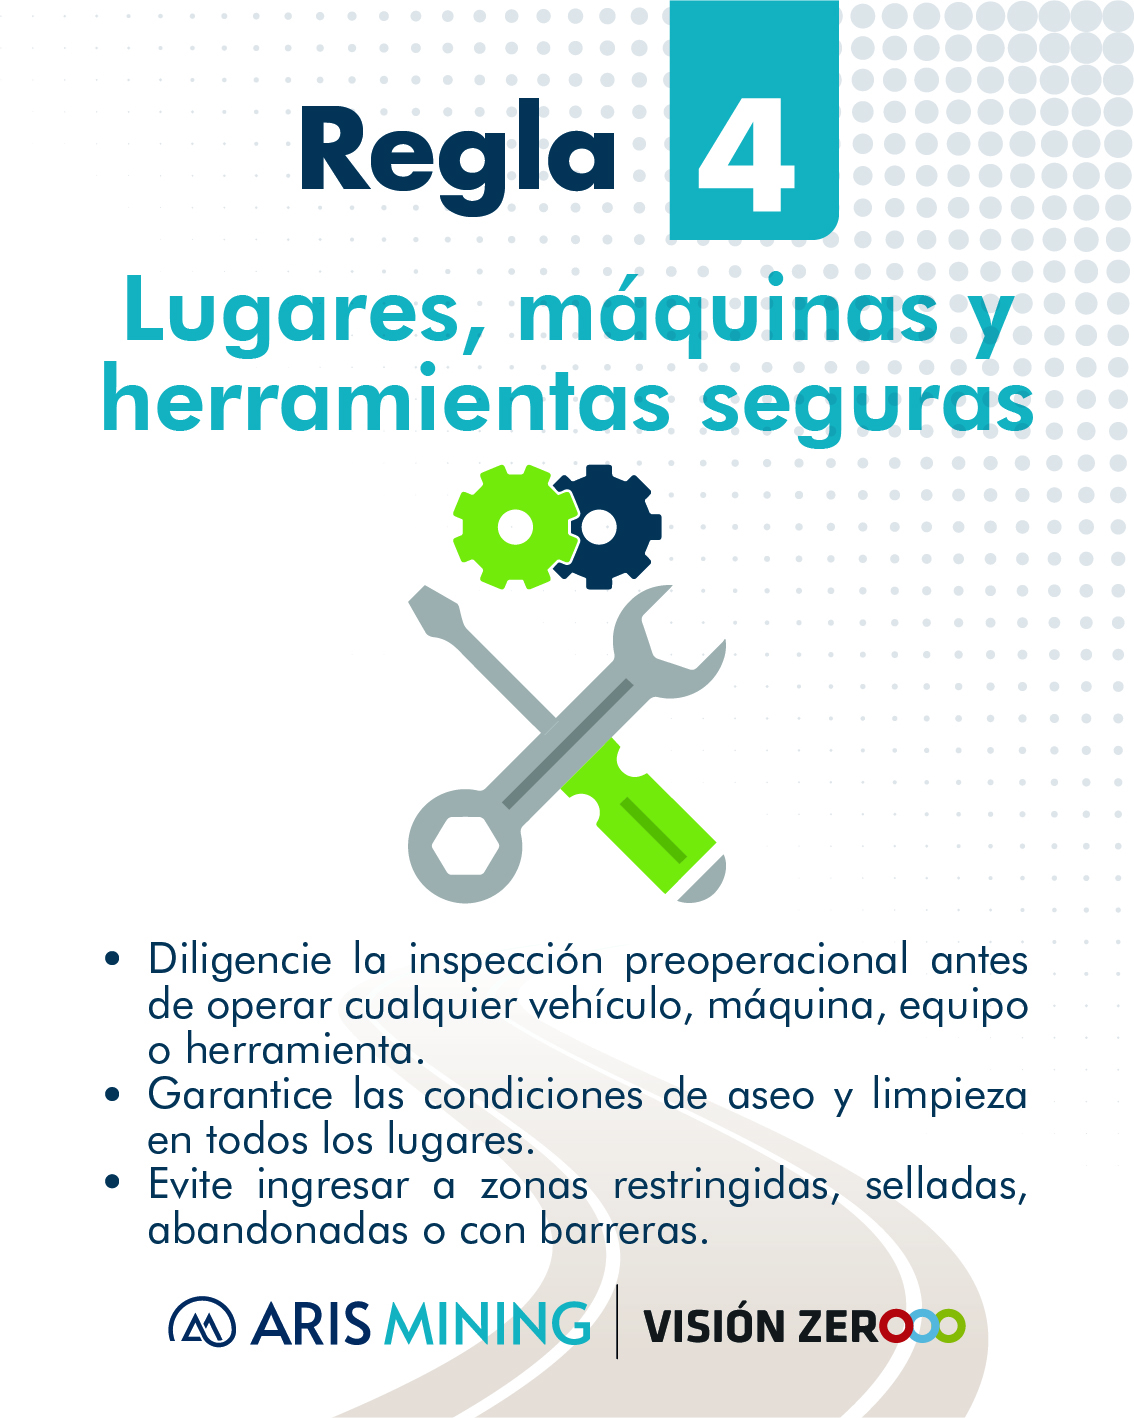 Regla 4
Lugares, máquinas y
herramientas seguras
• Diligencie la inspección preoperacional antes
de operar cualquier vehículo, máquina, equipo
o herramienta.
• Garantice las condiciones de aseo y limpieza
en todos los lugares.
• Evite ingresar a zonas restringidas, selladas,
abandonadas o con barreras.
ARIS MINING | VISIÓN ZEROOO